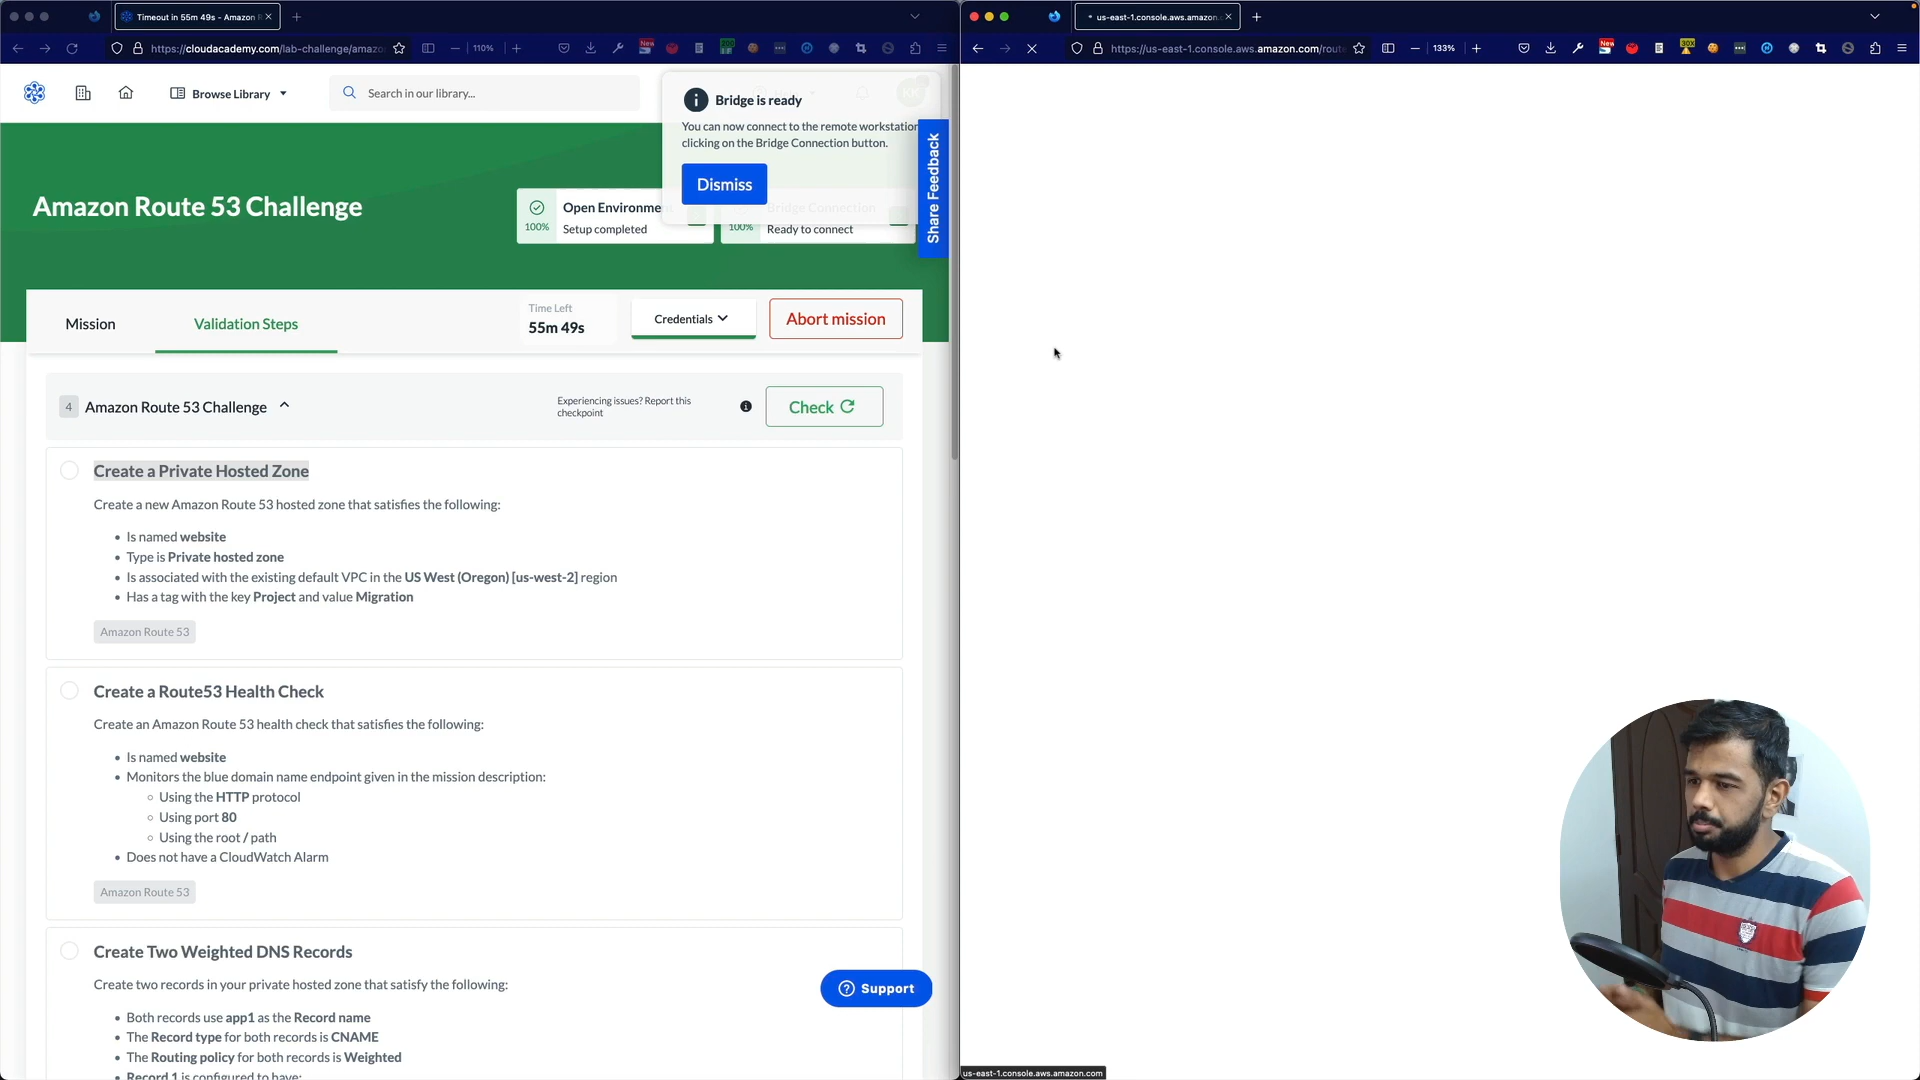 Timeout in 55m 49s - Amazon R
us-east-1.console.aws.amazon.
https://cloudacademy.com/lab-challenge/amazo
110%
New
https://us-east-1.console.aws.amazon.com/rout
133%
New
30X
Browse Library
Search in our library...
Bridge is ready
You can now connect to the remote workstation
clicking on the Bridge Connection button.
Dismiss
Share Feedback
Amazon Route 53 Challenge
100%
Open Environme
Setup completed
100%
Bridge Connection
Ready to connect
Mission
Validation Steps
Time Left
55m 49s
Credentials
Abort mission
4
Amazon Route 53 Challenge
Experiencing issues? Report this
checkpoint
Check
Create a Private Hosted Zone
Create a new Amazon Route 53 hosted zone that satisfies the following:
• Is named website
• Type is Private hosted zone
• Is associated with the existing default VPC in the US West (Oregon) [us-west-2] region
• Has a tag with the key Project and value Migration
Amazon Route 53
Create a Route53 Health Check
Create an Amazon Route 53 health check that satisfies the following:
• Is named website
• Monitors the blue domain name endpoint given in the mission description:
◦ Using the HTTP protocol
◦ Using port 80
◦ Using the root / path
• Does not have a CloudWatch Alarm
Amazon Route 53
Create Two Weighted DNS Records
Create two records in your private hosted zone that satisfy the following:
• Both records use app1 as the Record name
• The Record type for both records is CNAME
• The Routing policy for both records is Weighted
• Record 1 is configured to have:
Support
us-east-1.console.aws.amazon.com